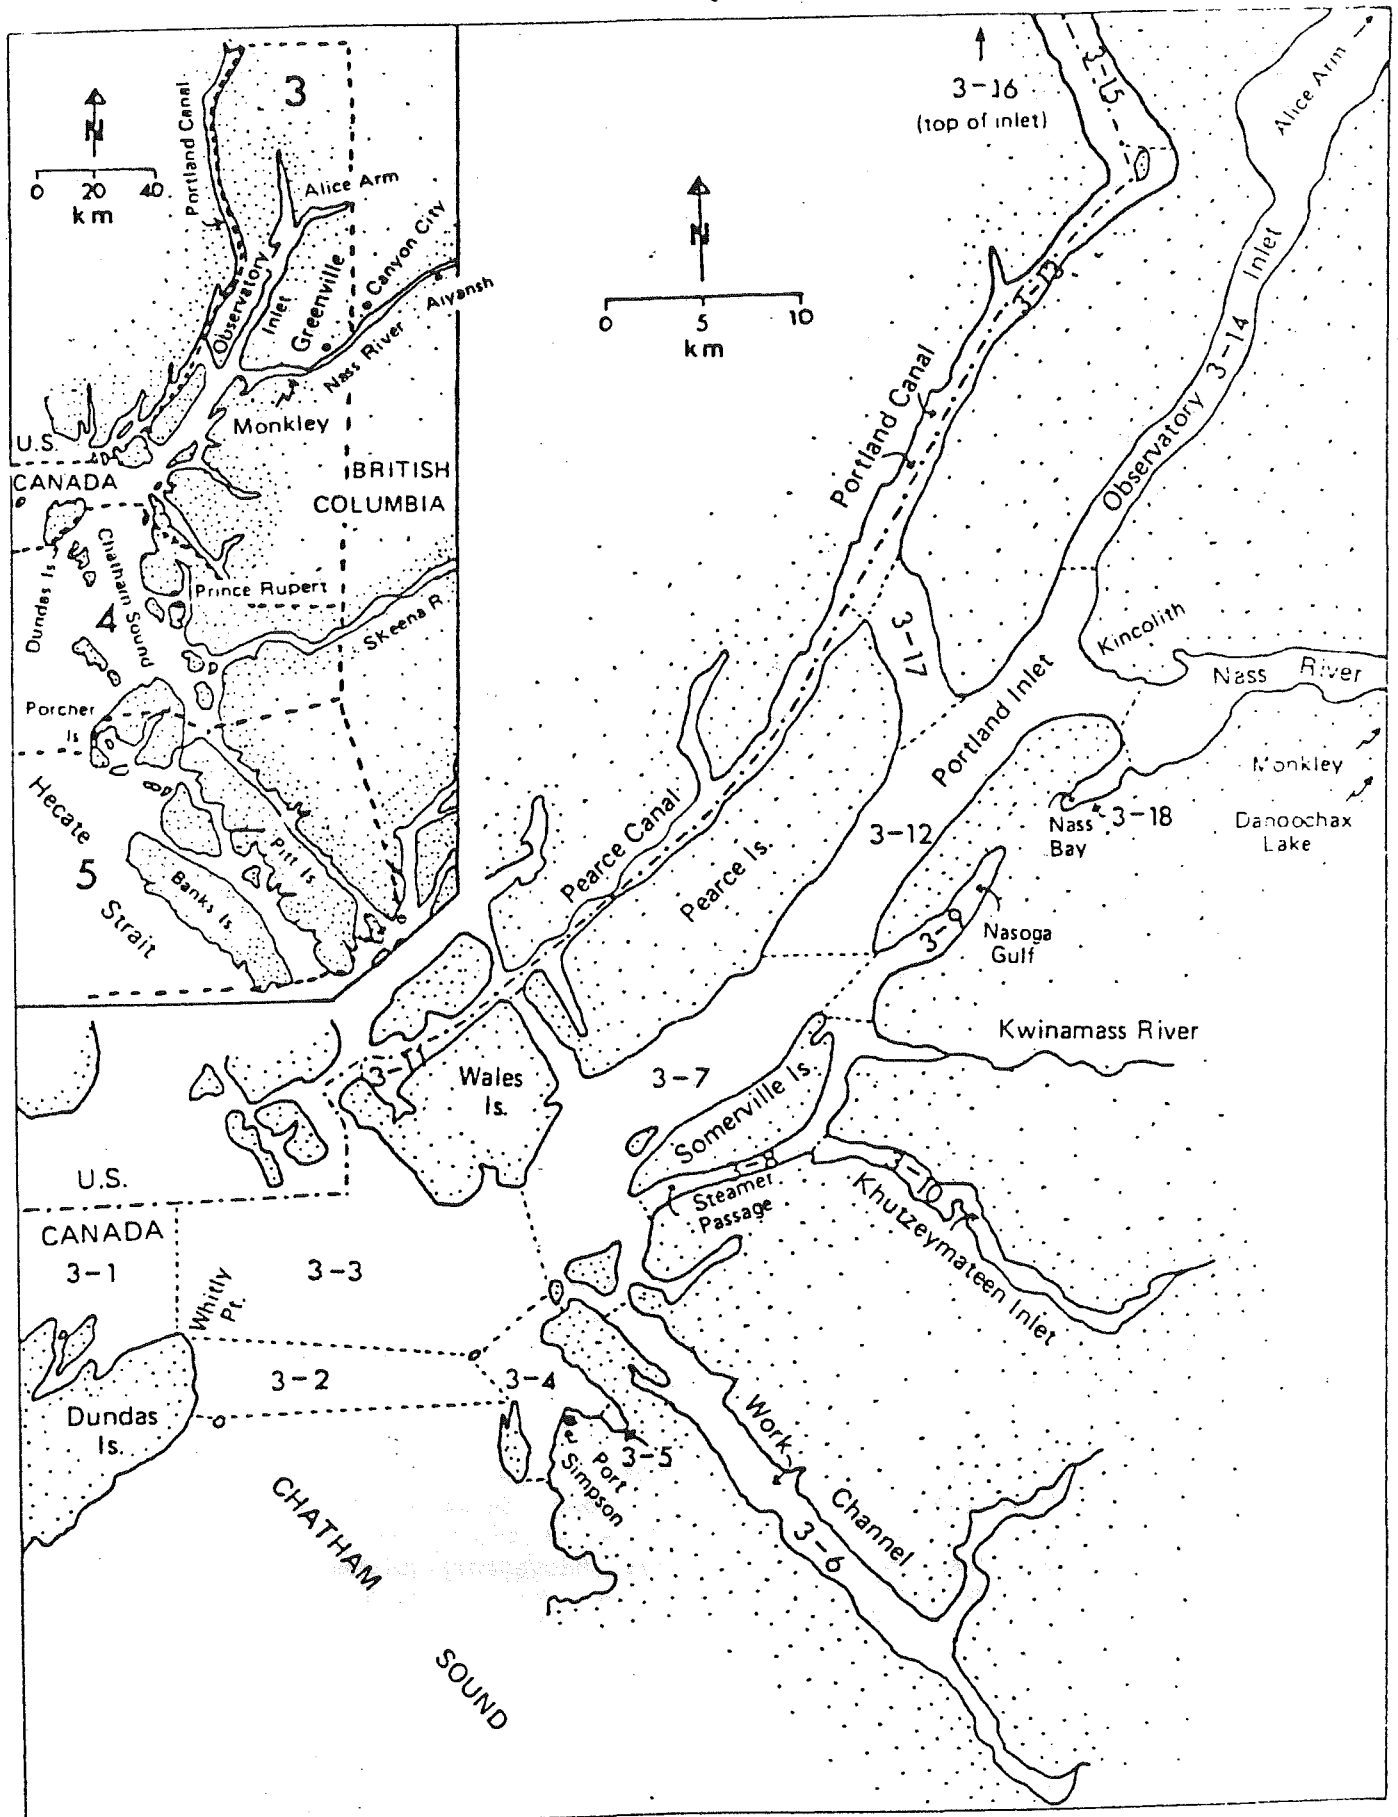 3
N
0 20 40
km
Portland Canal
Alice Arm
Observatory
Inlet
Greenville
Canyon City
Aiyansh
Nass River
Monkley
U.S.
CANADA
BRITISH
COLUMBIA
Dundas Is.
Chatham Sound
4
Prince Rupert
Skeena R.
Porcher
Is.
Hecate
5
Strait
Banks Is.
Pitt Is.
3-16
(top of inlet)
3-15
Alice Arm
N
0 5 10
km
3-13
Inlet
3-14
Observatory
Portland Canal
3-17
Kincolith
Nass River
Portland Inlet
Monkley
Danoochax
Lake
Nass
Bay
3-18
3-12
Pearce Canal
Pearce Is.
3-9
Nasoga
Gulf
Kwinamass River
3-11
Wales
Is.
3-7
Somerville Is.
3-8
Steamer
Passage
3-10
Khutzeymateen Inlet
U.S.
CANADA
3-1
3-3
Whitly
Pt.
3-2
3-4
Dundas
Is.
3-5
Port
Simpson
Work
Channel
3-6
CHATHAM
SOUND